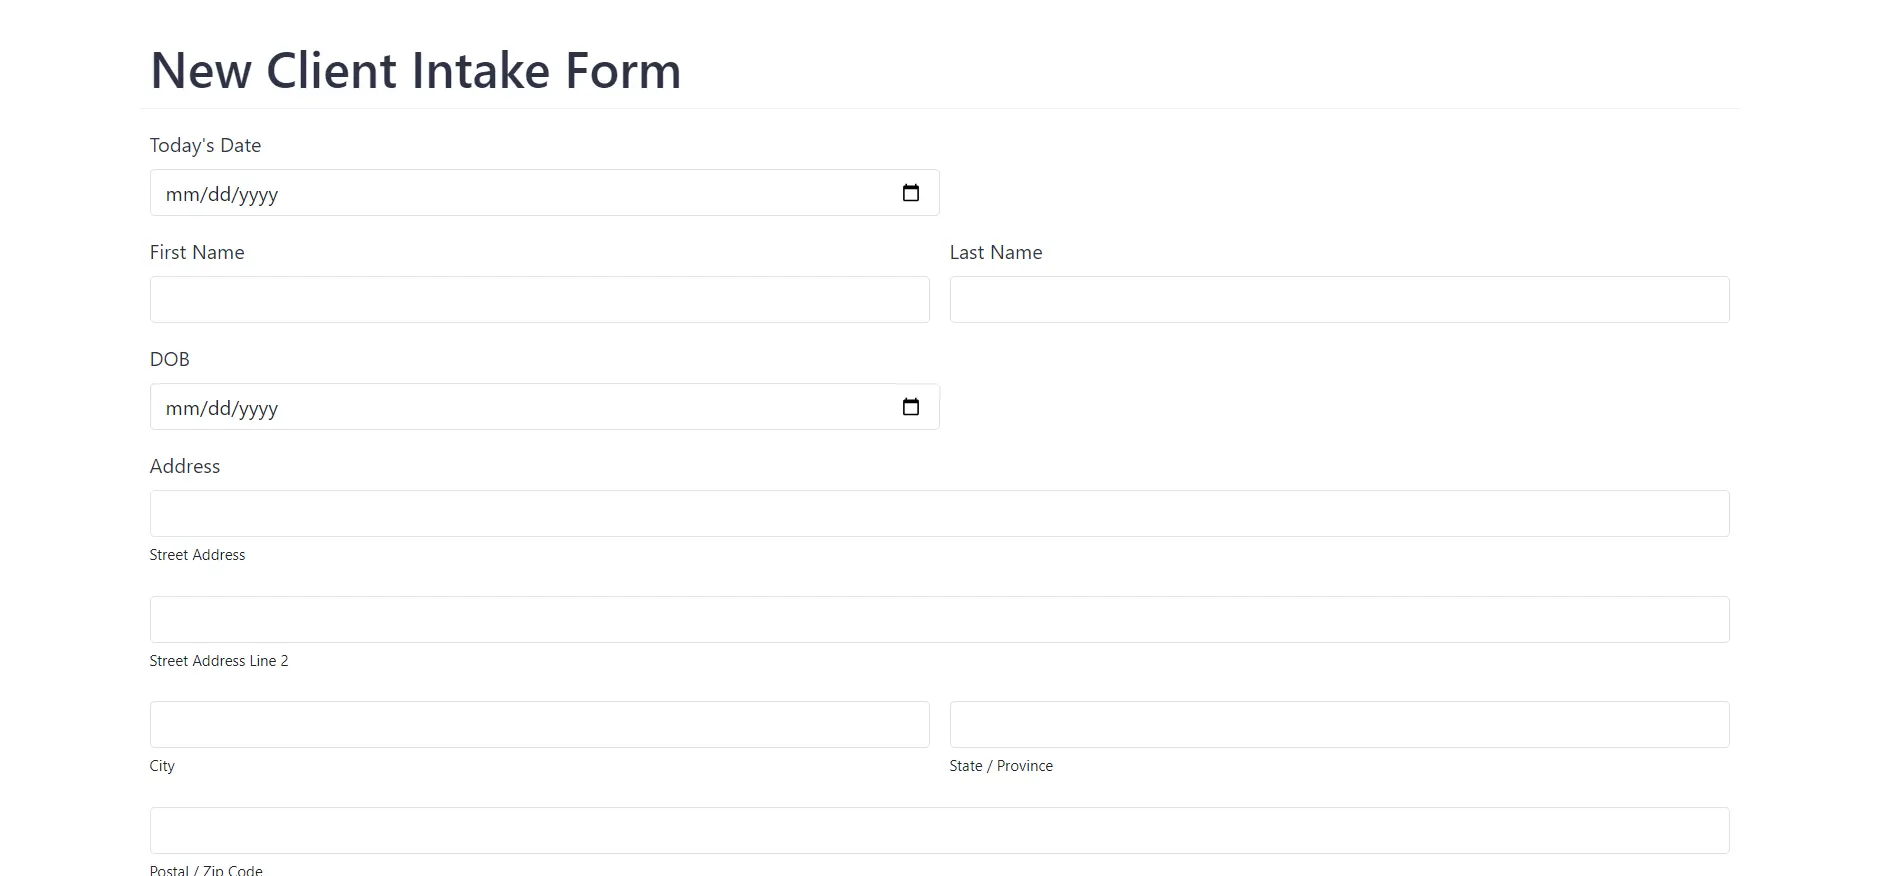 New Client Intake Form
Today's Date
mm/dd/yyyy
First Name
Last Name
DOB
mm/dd/yyyy
Address
Street Address
Street Address Line 2
City
State / Province
Postal / Zip Code